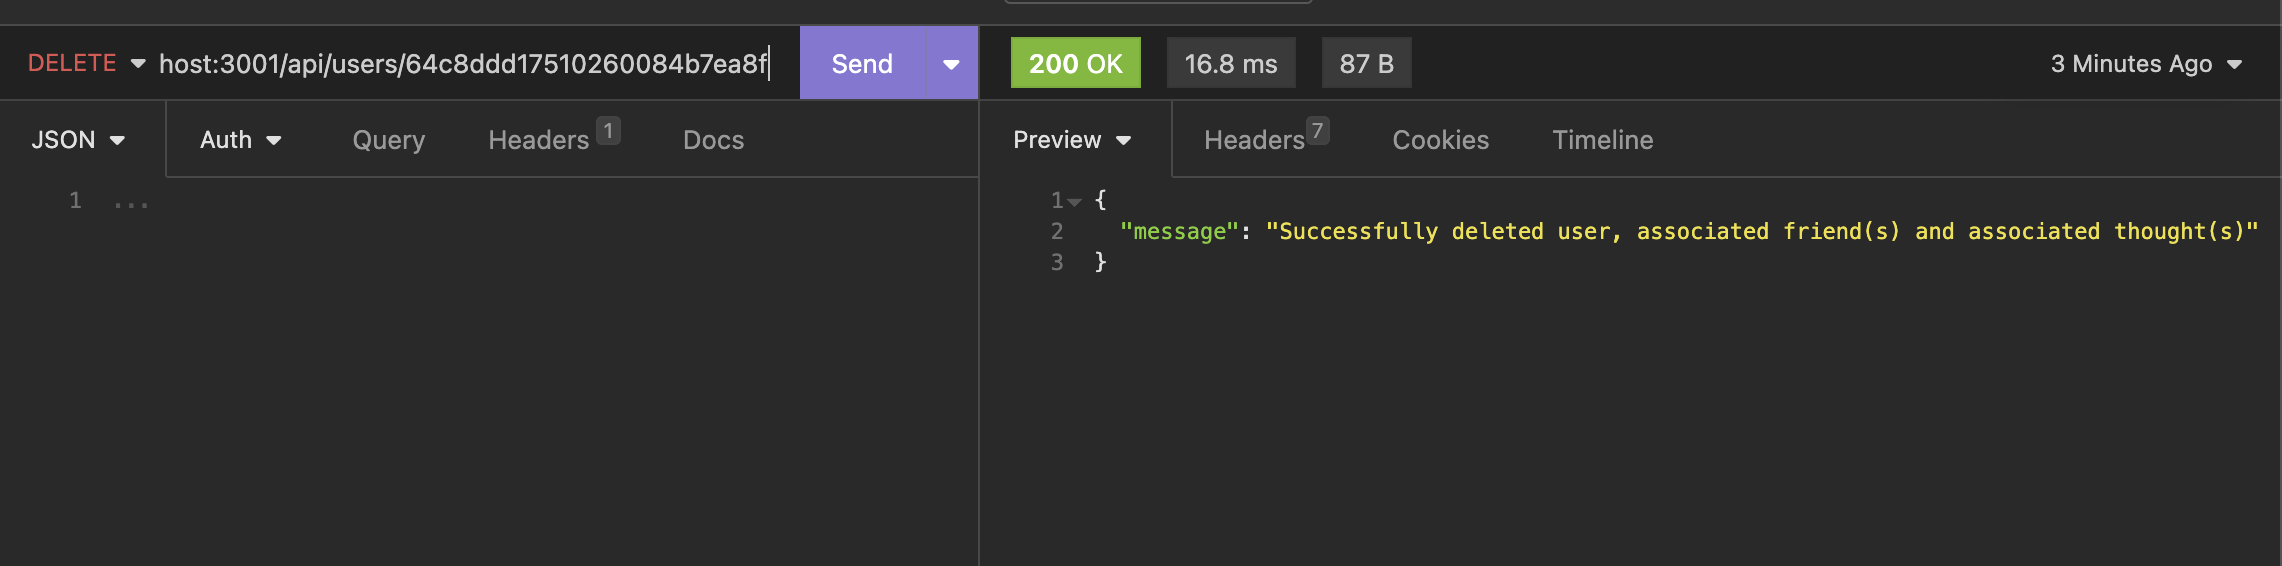 DELETE host:3001/api/users/64c8ddd17510260084b7ea8f Send 200 OK 16.8 ms 87 B 3 Minutes Ago
JSON Auth Query Headers 1 Docs Preview Headers 7 Cookies Timeline
1 ...
1 {
2 "message": "Successfully deleted user, associated friend(s) and associated thought(s)"
3 }